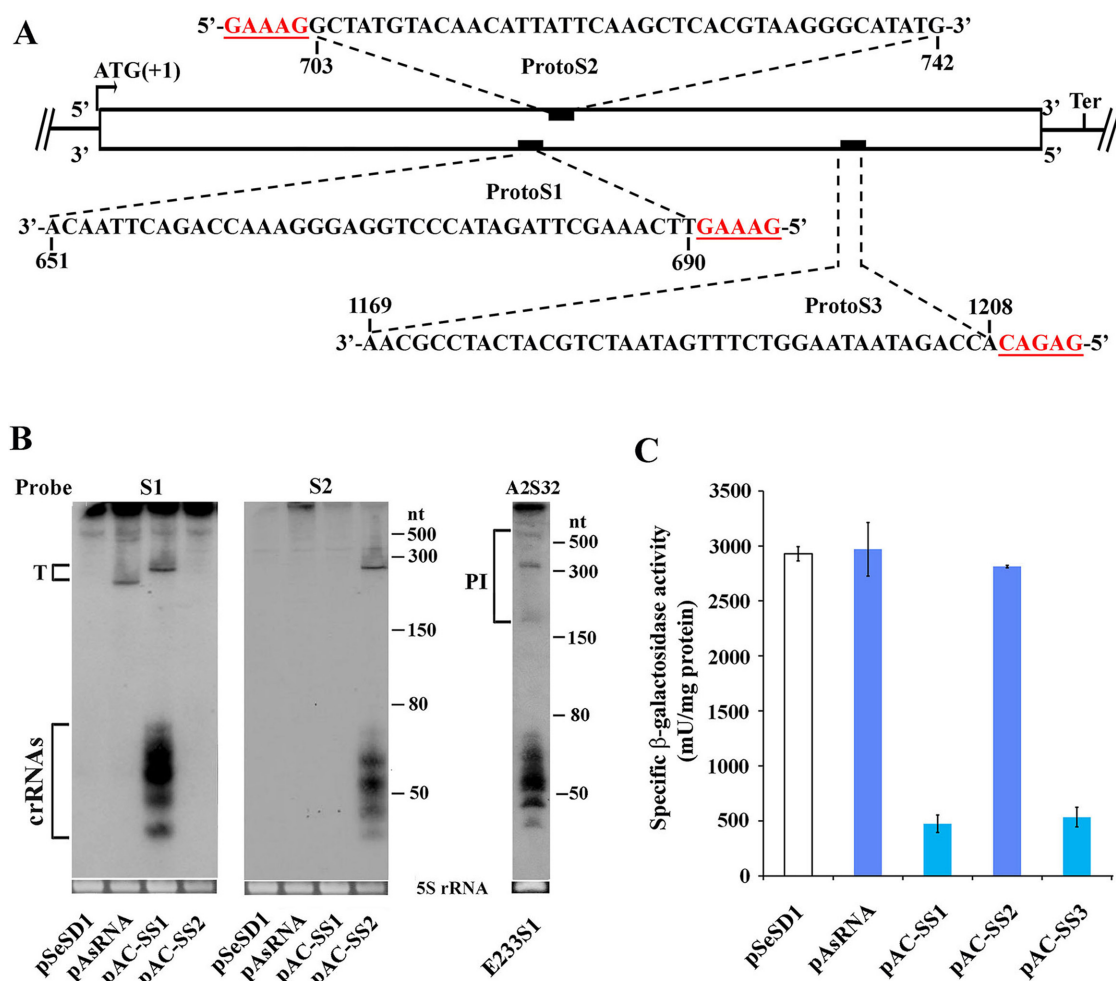 A
5’-GAAAGGCTATGTACAACATTATTCAAGCTCACGTAAGGGCATATG-3’
703
ProtoS2
742
ATG(+1)
5’
3’
Ter
3’
5’
ProtoS1
3’-ACAATTCAGACCAAAGGGAGGTCCCATAGATTCGAAACTTGAAAG-5’
651
690
1169
ProtoS3
1208
3’-AACGCCTACTACGTCTAATAGTTTCTGGAATAATAGACCACAGAG-5’
B
Probe
S1
S2
A2S32
nt
500
300
150
80
50
nt
500
300
150
80
50
T
PI
crRNAs
5S rRNA
pSeSD1
pAsRNA
pAC-SS1
pAC-SS2
pSeSD1
pAsRNA
pAC-SS1
pAC-SS2
E233S1
C
Specific β-galactosidase activity
(mU/mg protein)
3500
3000
2500
2000
1500
1000
500
0
pSeSD1
pAsRNA
pAC-SS1
pAC-SS2
pAC-SS3